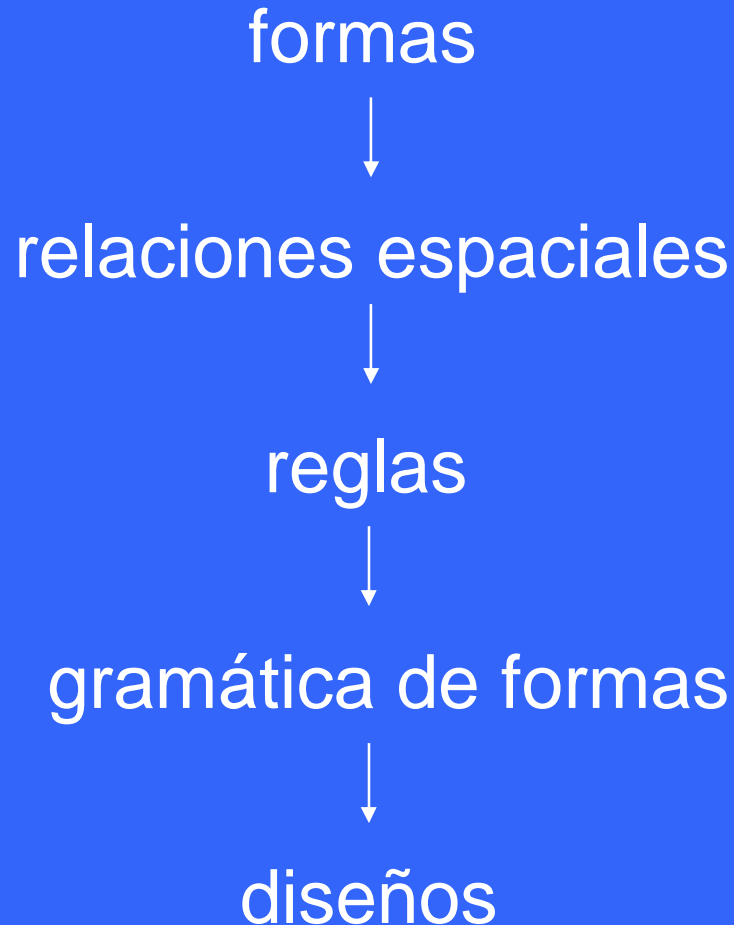 formas
relaciones espaciales
reglas
gramática de formas
diseños